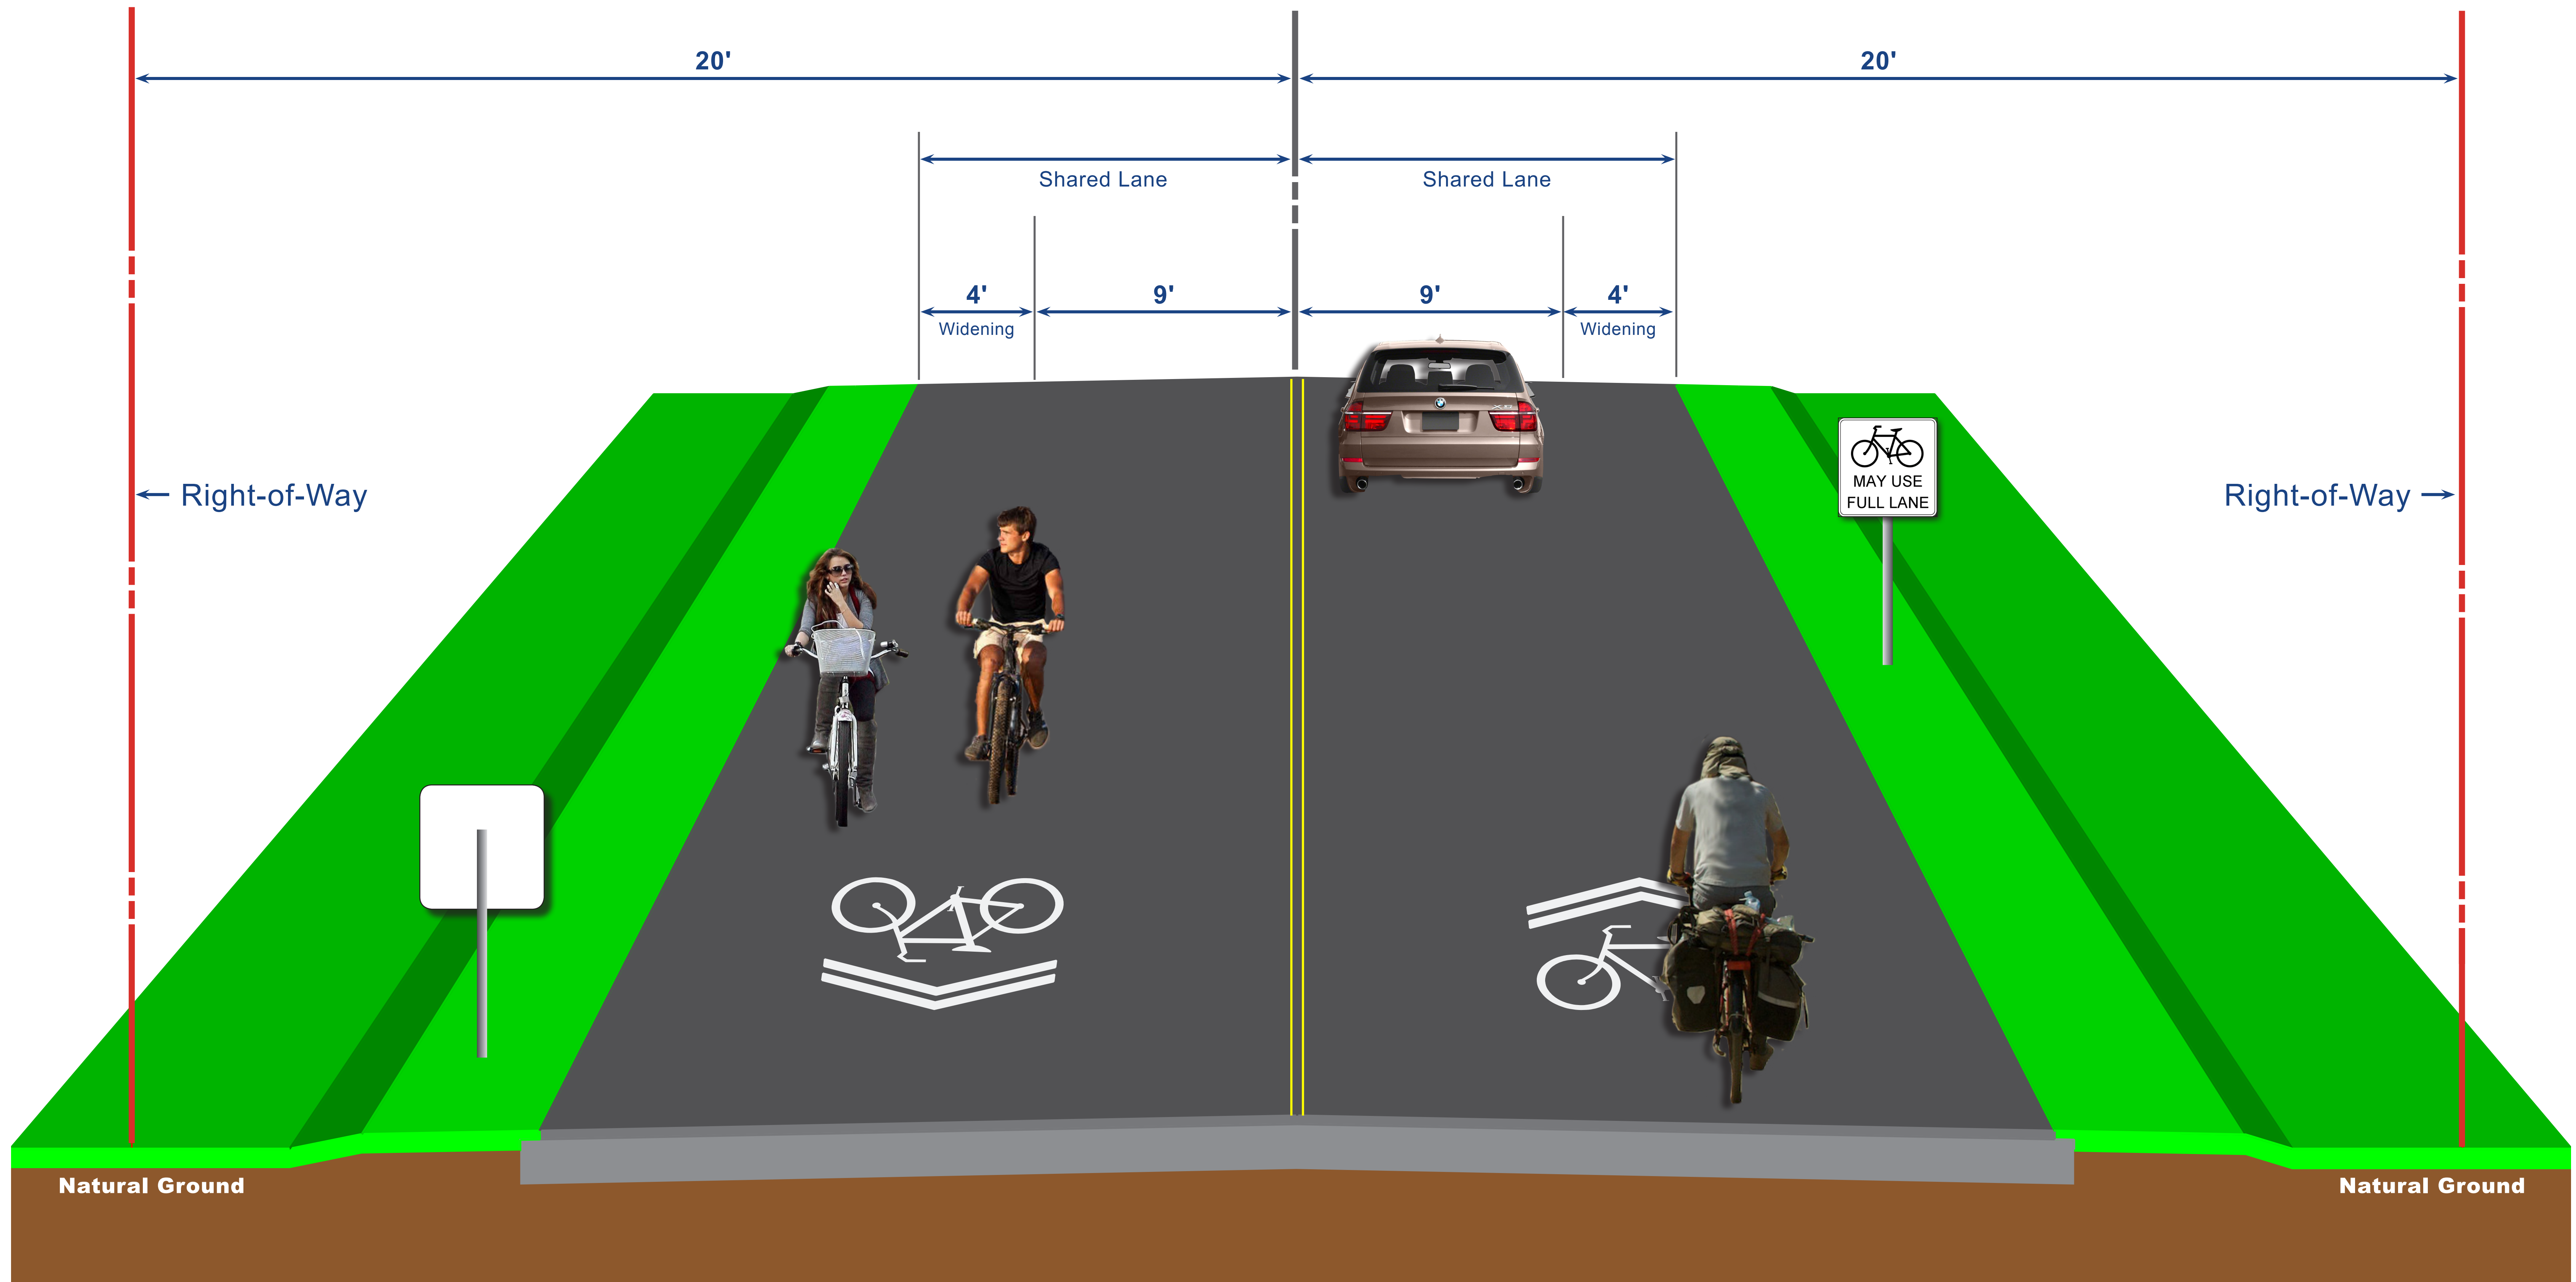 20'
20'
Shared Lane
Shared Lane
4'
9'
9'
4'
Widening
Widening
MAY USE
FULL LANE
Right-of-Way
Right-of-Way
Natural Ground
Natural Ground